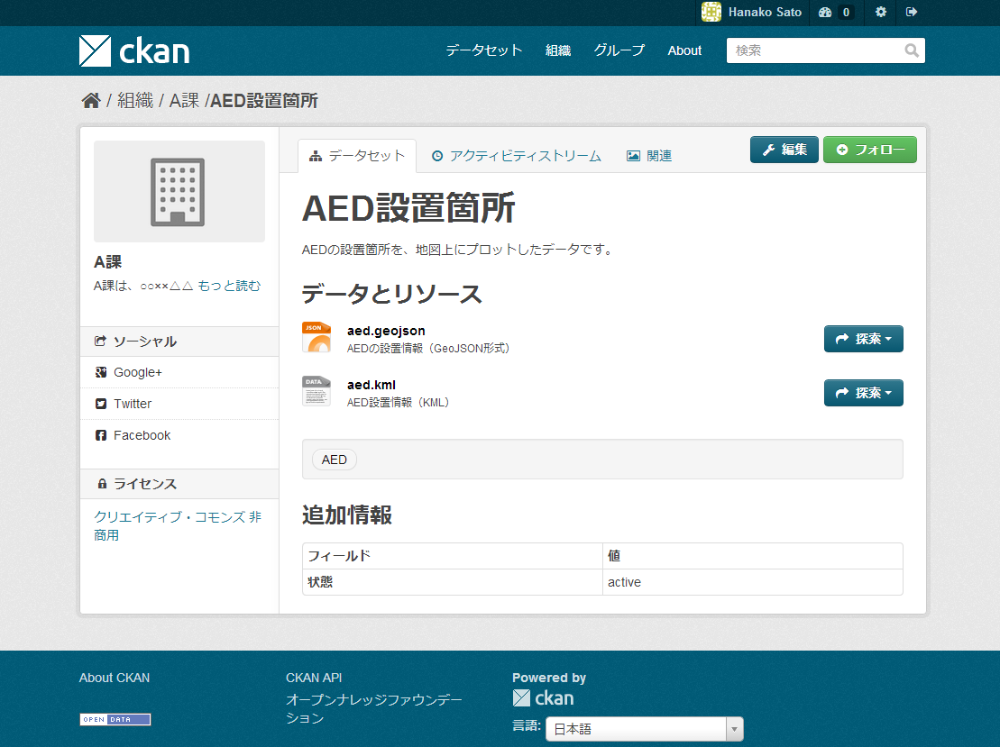 Hanako Sato 0
ckan
データセット 組織 グループ About 検索
/ 組織 / A課 /AED設置箇所
データセット アクティビティストリーム 関連 編集 フォロー
A課
A課は、○○××△△ もっと読む
ソーシャル
Google+
Twitter
Facebook
ライセンス
クリエイティブ・コモンズ 非
商用
AED設置箇所
AEDの設置箇所を、地図上にプロットしたデータです。
データとリソース
JSON
aed.geojson
AEDの設置情報（GeoJSON形式）
探索
DATA
aed.kml
AED設置情報（KML）
探索
AED
追加情報
フィールド 値
状態 active
About CKAN
OPEN DATA
CKAN API
オープンナレッジファウンデー
ション
Powered by
ckan
言語: 日本語